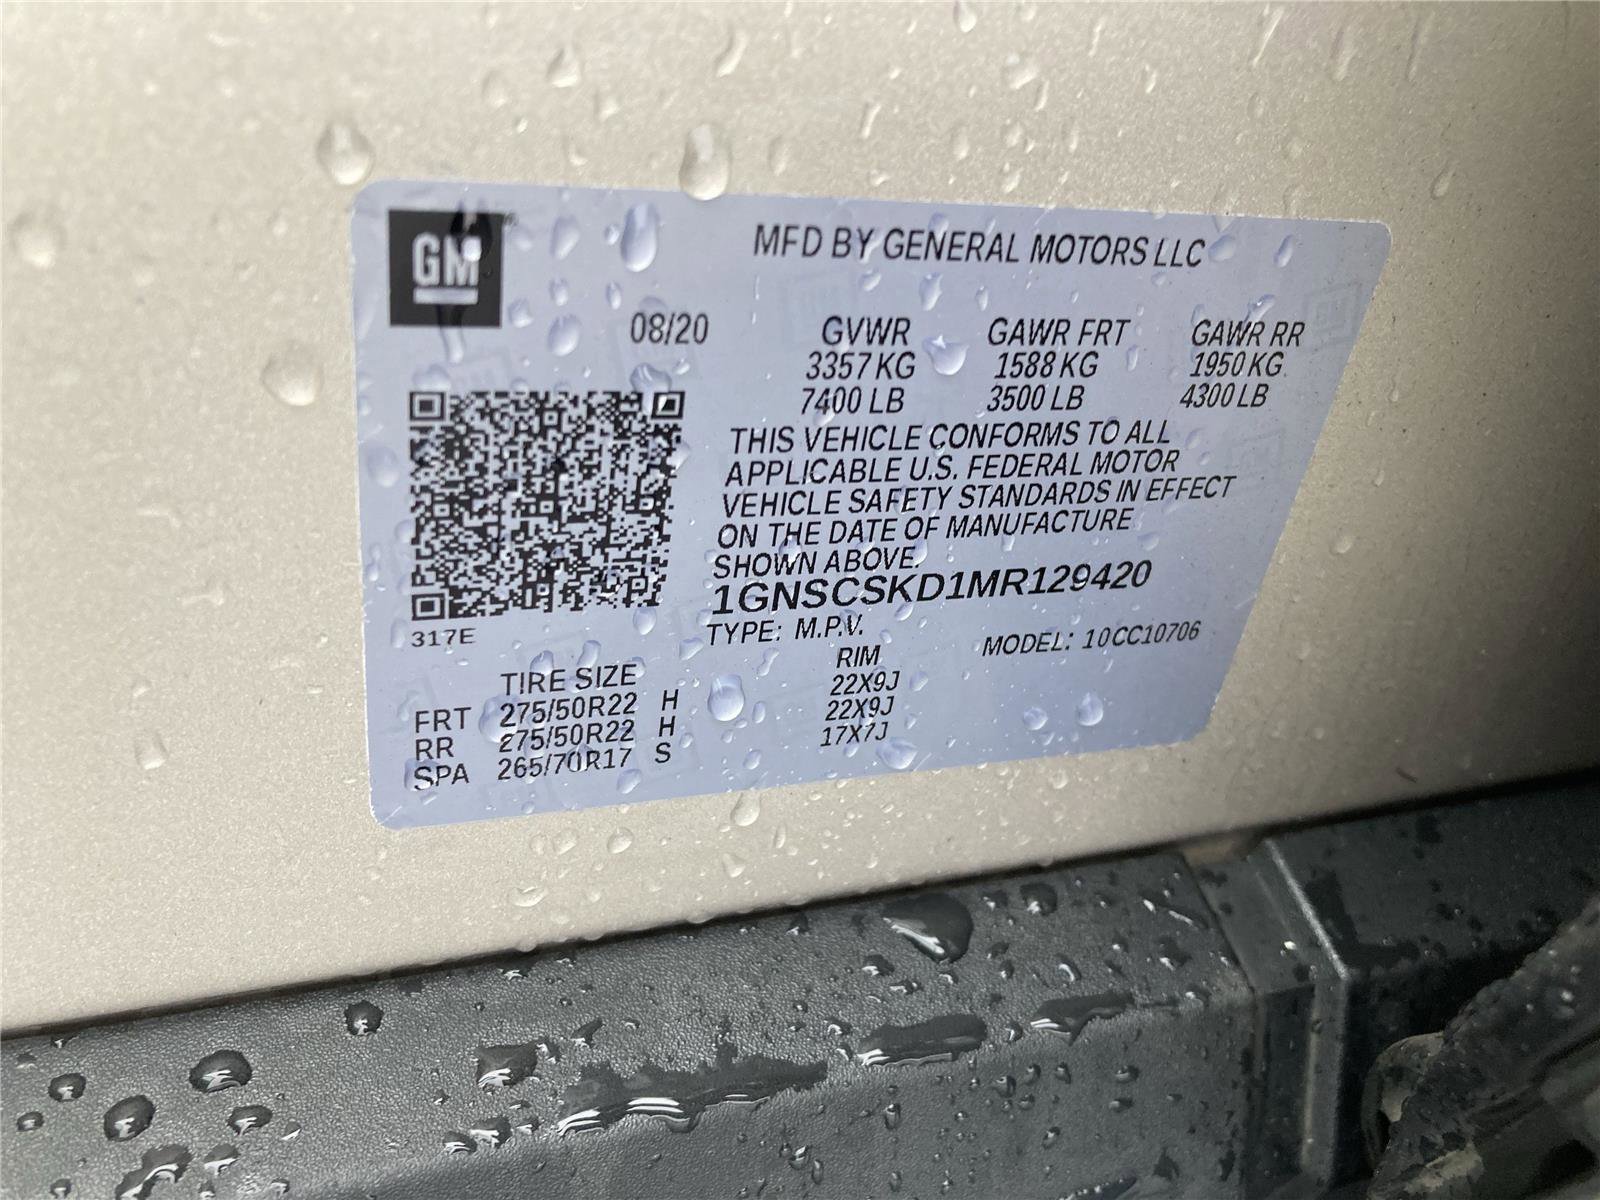 GM
MFD BY GENERAL MOTORS LLC
08/20 GVWR GAWR FRT GAWR RR
3357 KG 1588 KG 1950 KG
7400 LB 3500 LB 4300 LB
THIS VEHICLE CONFORMS TO ALL
APPLICABLE U.S. FEDERAL MOTOR
VEHICLE SAFETY STANDARDS IN EFFECT
ON THE DATE OF MANUFACTURE
SHOWN ABOVE.
1GNSCSKD1MR129420
317E TYPE: M.P.V. MODEL: 10CC10706
TIRE SIZE RIM
FRT 275/50R22 H 22X9J
RR 275/50R22 H 22X9J
SPA 265/70R17 S 17X7J